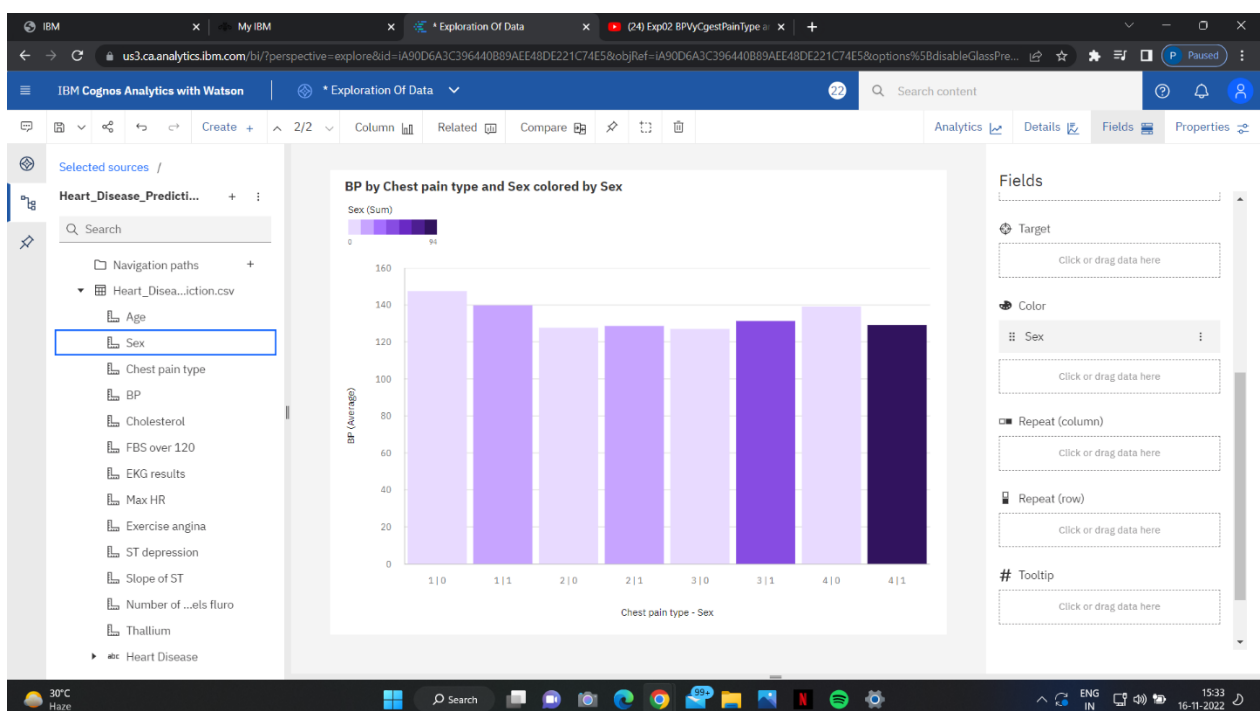 IBM
My IBM
* Exploration Of Data
(24) Exp02 BPVyCgestPainType a
us3.ca.analytics.ibm.com/bi/?perspective=explore&id=iA90D6A3C396440B89AEE48DE221C74E5&objRef=iA90D6A3C396440B89AEE48DE221C74E5&options%5BdisableGlassPre...
P Paused
IBM Cognos Analytics with Watson
* Exploration Of Data
22
Search content
Create +
2/2
Column
Related
Compare
Analytics
Details
Fields
Properties
Selected sources /
Heart_Disease_Predicti...
Search
Navigation paths
Heart_Disea...iction.csv
Age
Sex
Chest pain type
BP
Cholesterol
FBS over 120
EKG results
Max HR
Exercise angina
ST depression
Slope of ST
Number of ...els fluro
Thallium
abc Heart Disease
BP by Chest pain type and Sex colored by Sex
Sex (Sum)
0 94
BP (Average)
160
140
120
100
80
60
40
20
0
1|0 1|1 2|0 2|1 3|0 3|1 4|0 4|1
Chest pain type - Sex
Fields
Target
Click or drag data here
Color
Sex
Click or drag data here
Repeat (column)
Click or drag data here
Repeat (row)
Click or drag data here
# Tooltip
Click or drag data here
30°C
Haze
Search
99+
N
ENG
IN
15:33
16-11-2022